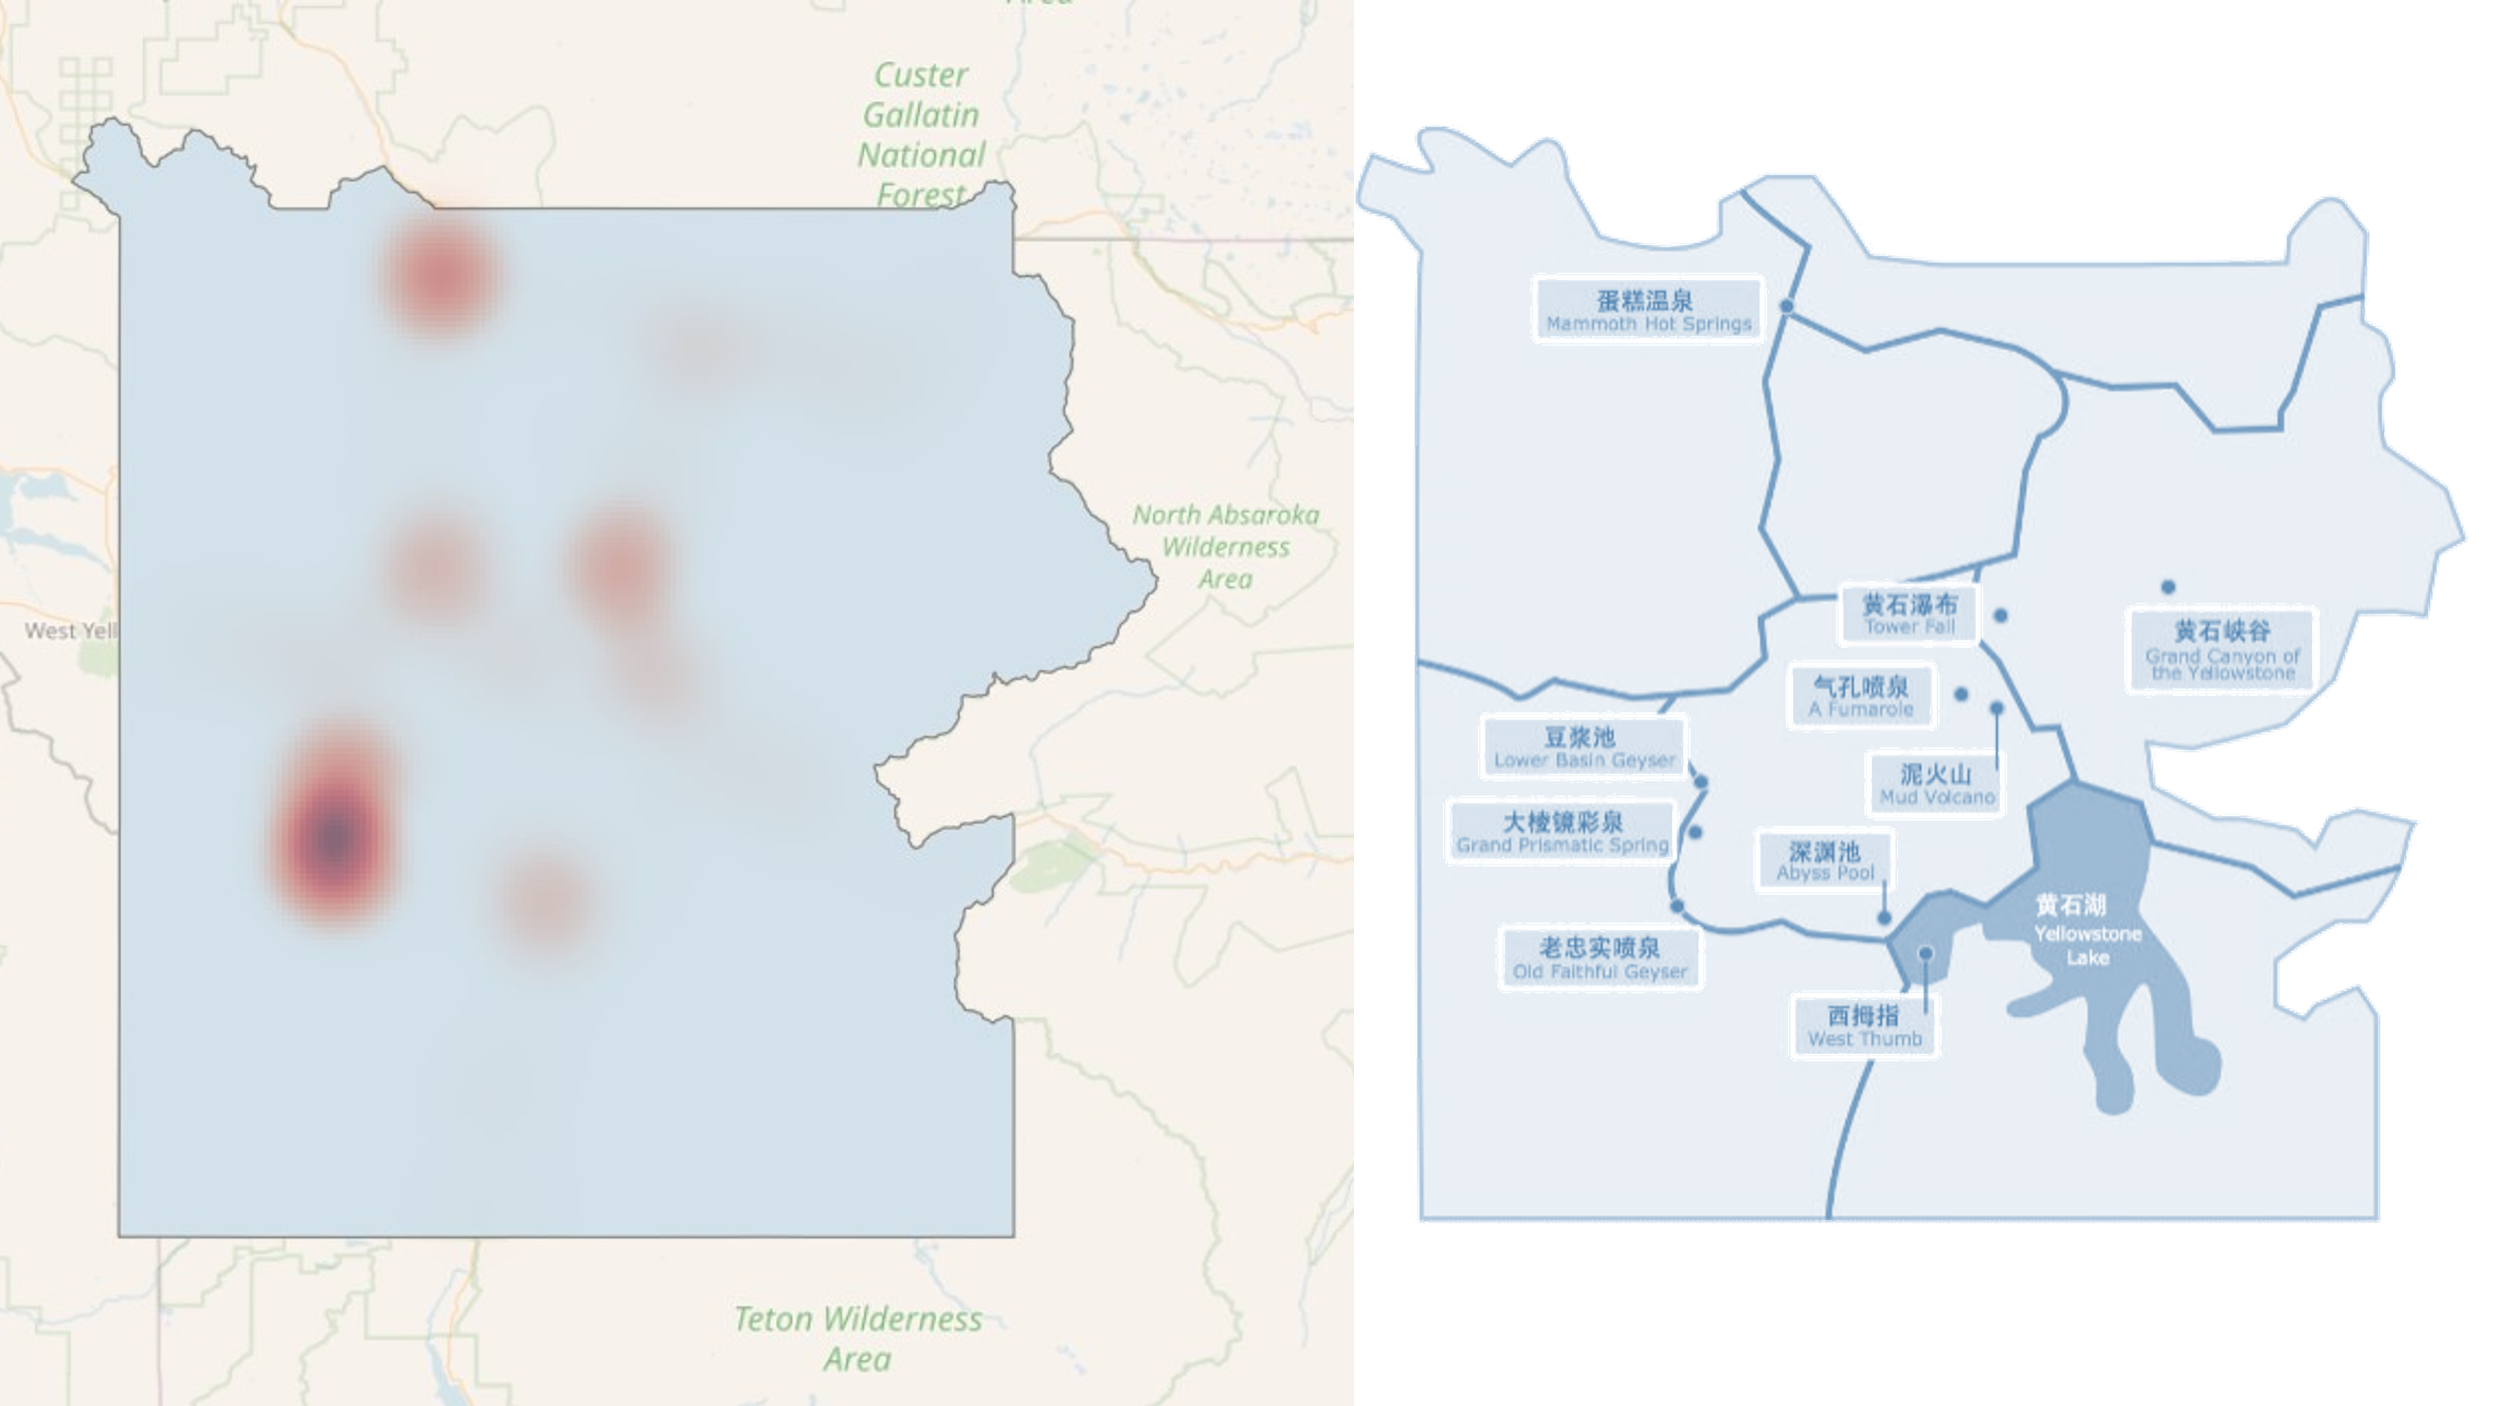 Area
Custer
Gallatin
National
Forest
North Absaroka
Wilderness
Area
West Yell
Teton Wilderness
Area
蛋糕温泉
Mammoth Hot Springs
黄石瀑布
Tower Fall
黄石峡谷
Grand Canyon of
the Yellowstone
气孔喷泉
A Fumarole
豆浆池
Lower Basin Geyser
泥火山
Mud Volcano
大棱镜彩泉
Grand Prismatic Spring
深渊池
Abyss Pool
黄石湖
Yellowstone
Lake
老忠实喷泉
Old Faithful Geyser
西拇指
West Thumb